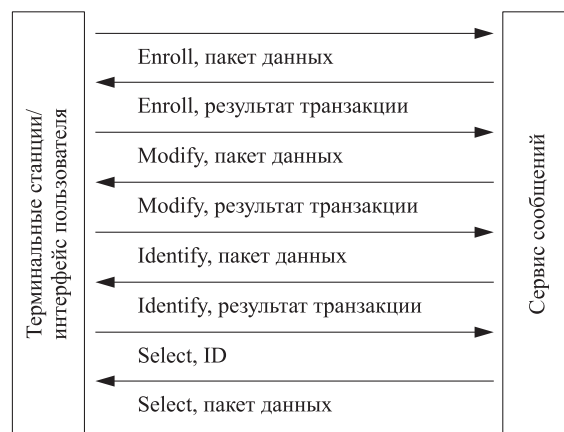 Терминальные станции/
интерфейс пользователя
Enroll, пакет данных
Enroll, результат транзакции
Modify, пакет данных
Modify, результат транзакции
Identify, пакет данных
Identify, результат транзакции
Select, ID
Select, пакет данных
Сервис сообщений